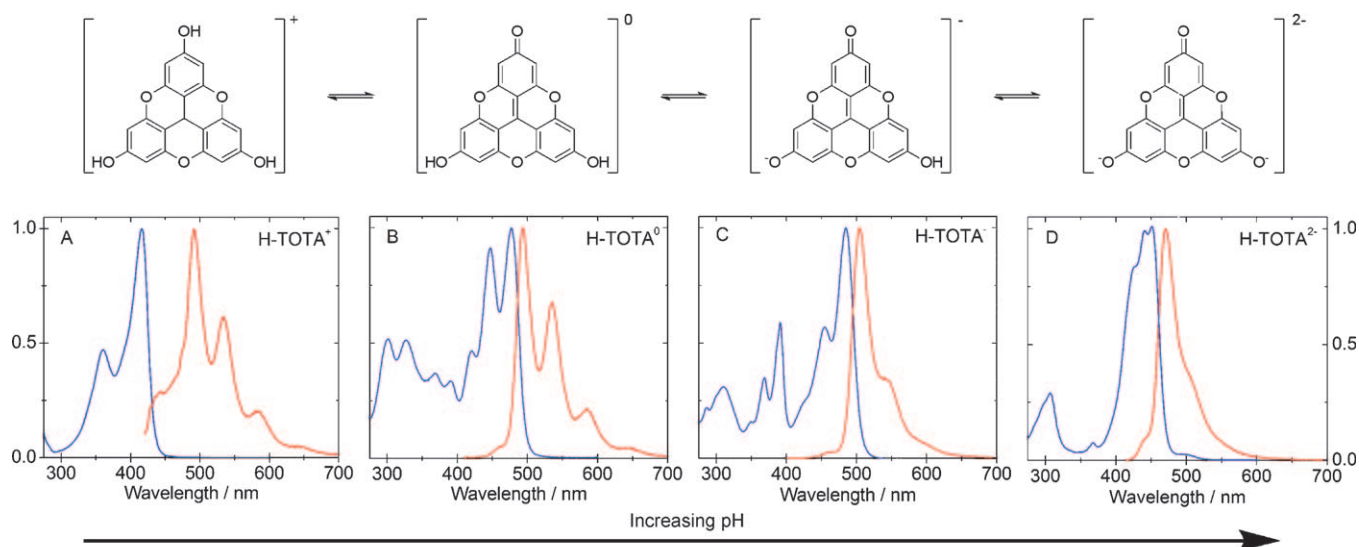 + 0 - 2-
OH O O O
O O O O O O O O
HO O OH HO O OH -O O OH -O O O-
1.0 A H-TOTA+ B H-TOTA0 C H-TOTA- D H-TOTA2- 1.0
0.5 0.5
0.0 0.0
300 400 500 600 700 300 400 500 600 700 300 400 500 600 700 300 400 500 600 700
Wavelength / nm Wavelength / nm Wavelength / nm Wavelength / nm
Increasing pH